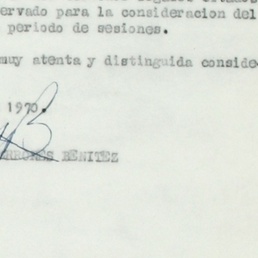 ervado para la consideracion del
periodo de sesiones.
muy atenta y distinguida conside
1970.
BENITEZ